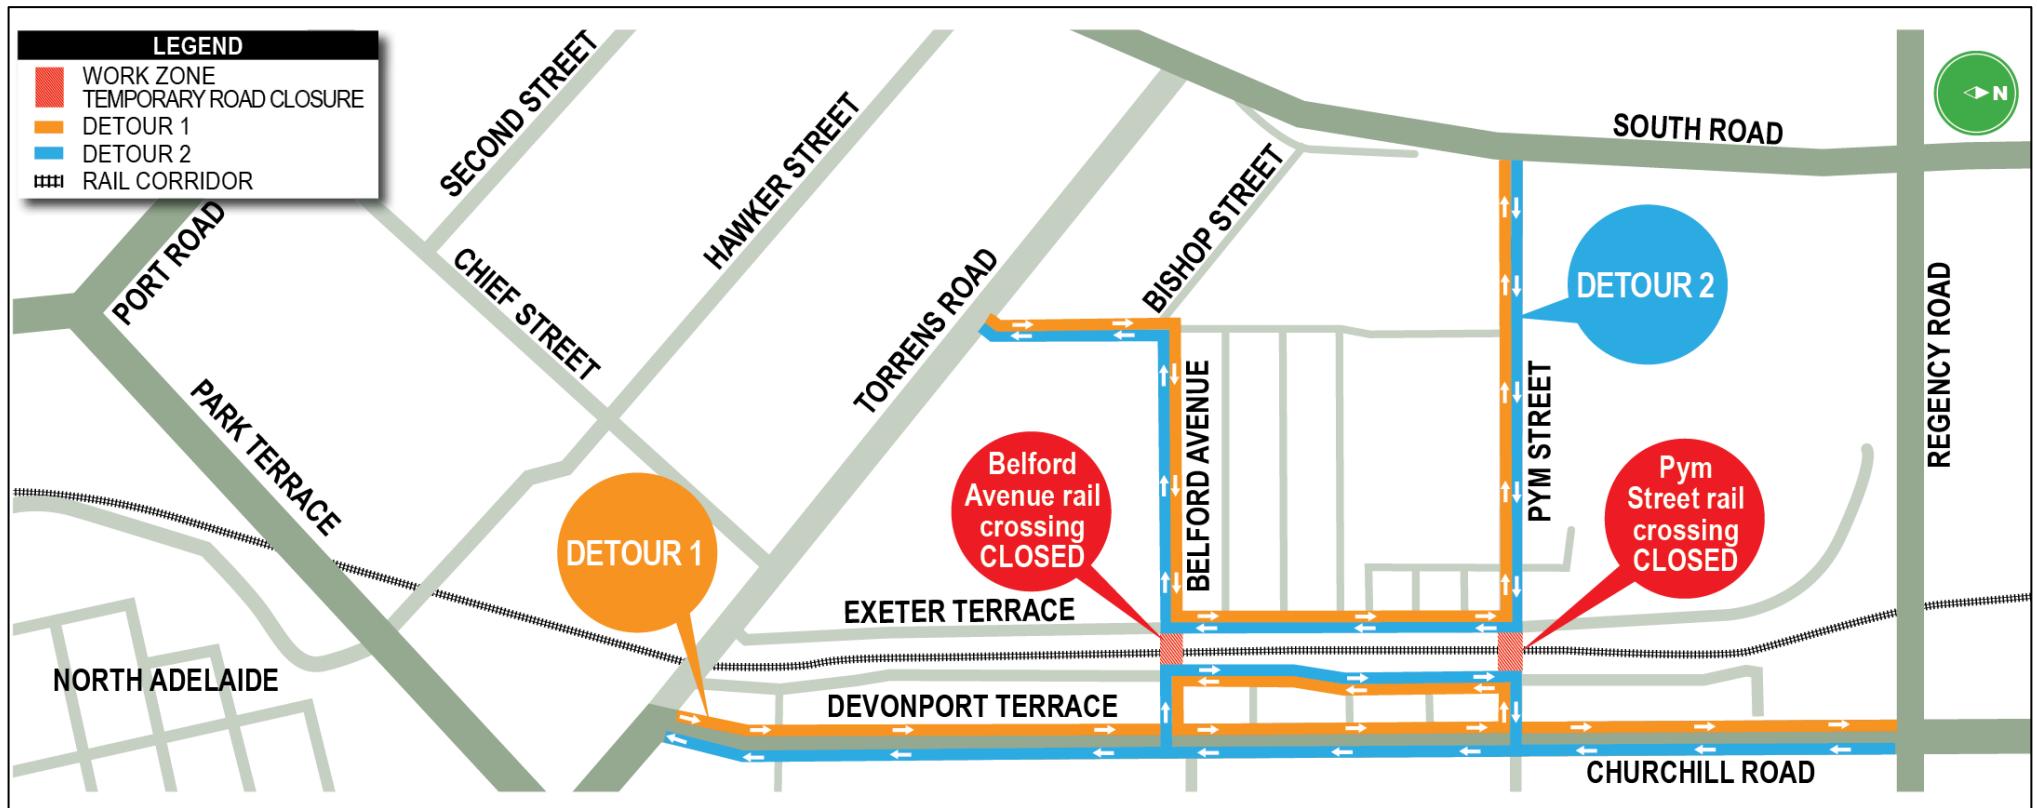 LEGEND
WORK ZONE
TEMPORARY ROAD CLOSURE
DETOUR 1
DETOUR 2
RAIL CORRIDOR
N
SECOND STREET
HAWKER STREET
SOUTH ROAD
PORT ROAD
CHIEF STREET
TORRENS ROAD
BISHOP STREET
DETOUR 2
REGENCY ROAD
PARK TERRACE
BELFORD AVENUE
PYM STREET
Belford
Avenue rail
crossing
CLOSED
Pym
Street rail
crossing
CLOSED
DETOUR 1
EXETER TERRACE
NORTH ADELAIDE
DEVONPORT TERRACE
CHURCHILL ROAD